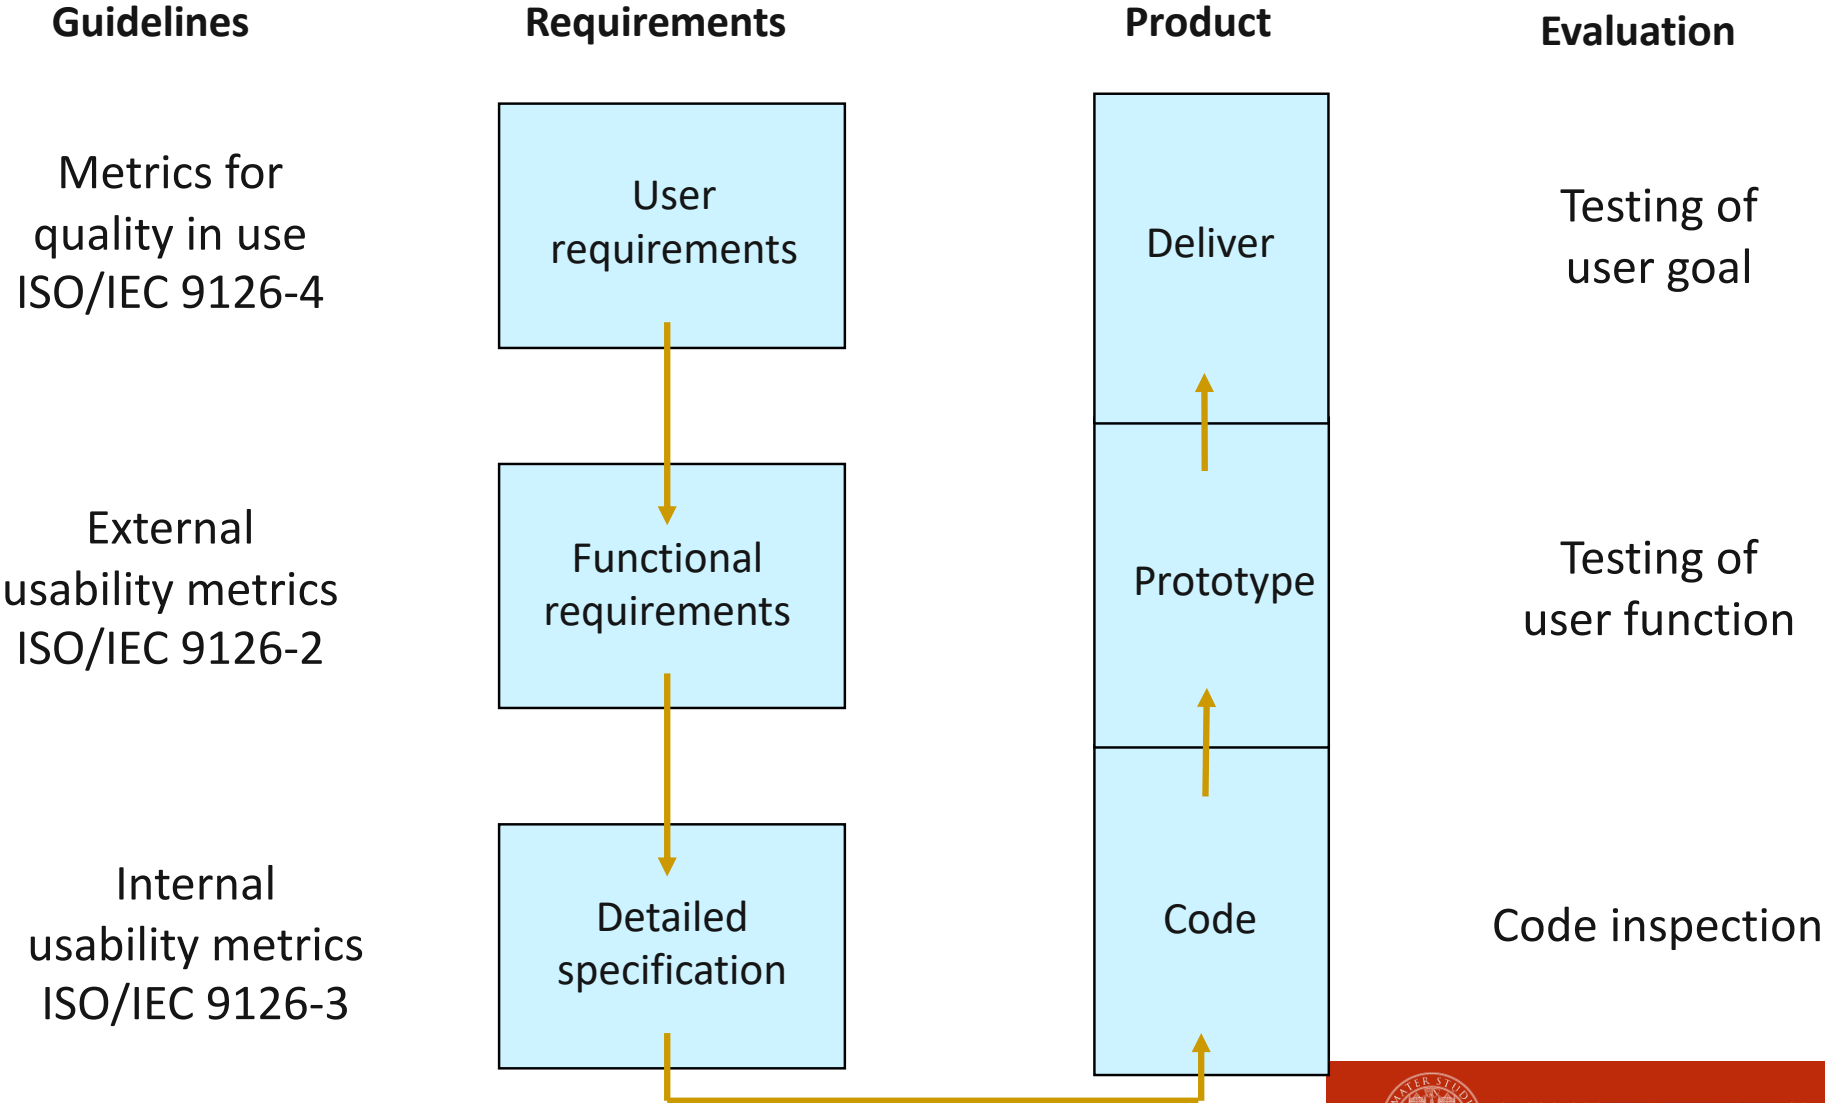 Guidelines
Requirements
Product
Evaluation
Metrics for
quality in use
ISO/IEC 9126-4
User
requirements
Deliver
Testing of
user goal
External
usability metrics
ISO/IEC 9126-2
Functional
requirements
Prototype
Testing of
user function
Internal
usability metrics
ISO/IEC 9126-3
Detailed
specification
Code
Code inspection